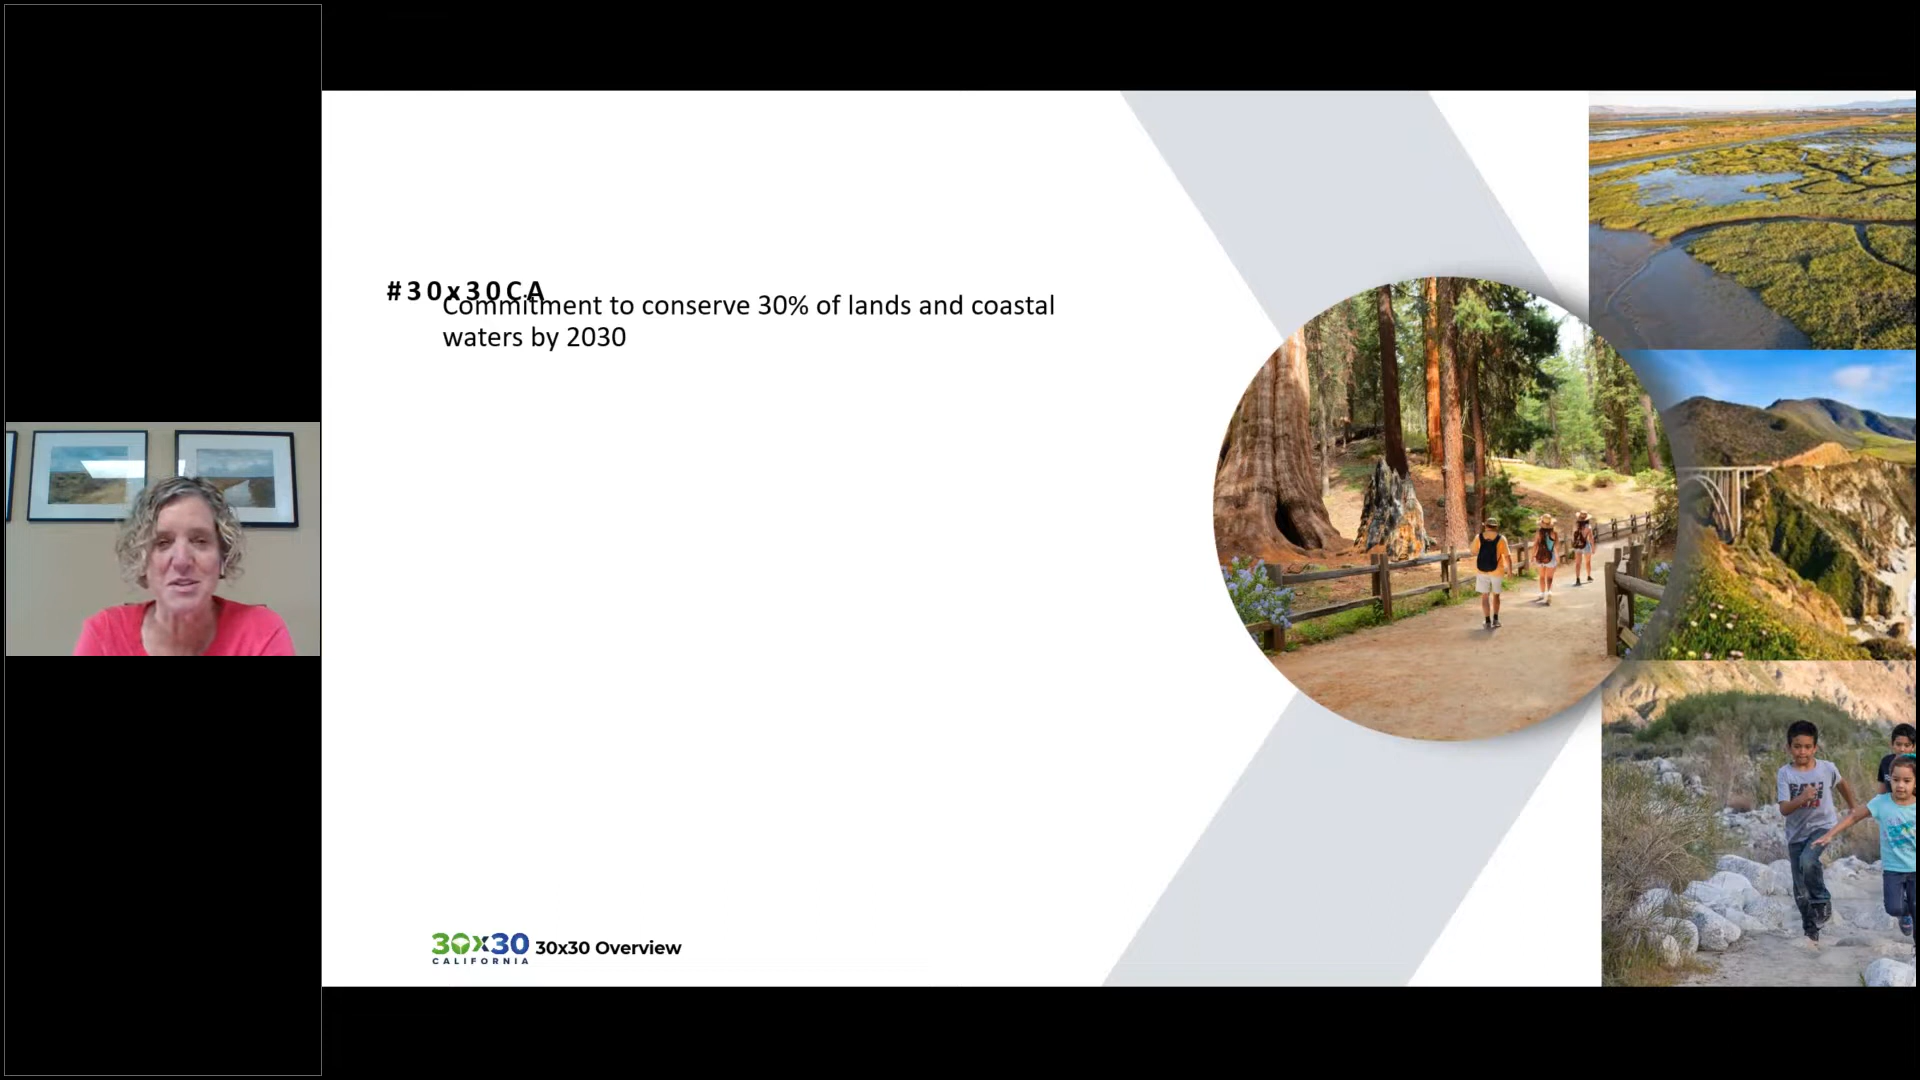 #30x30CA
Commitment to conserve 30% of lands and coastal
waters by 2030
30x30
CALIFORNIA
30x30 Overview